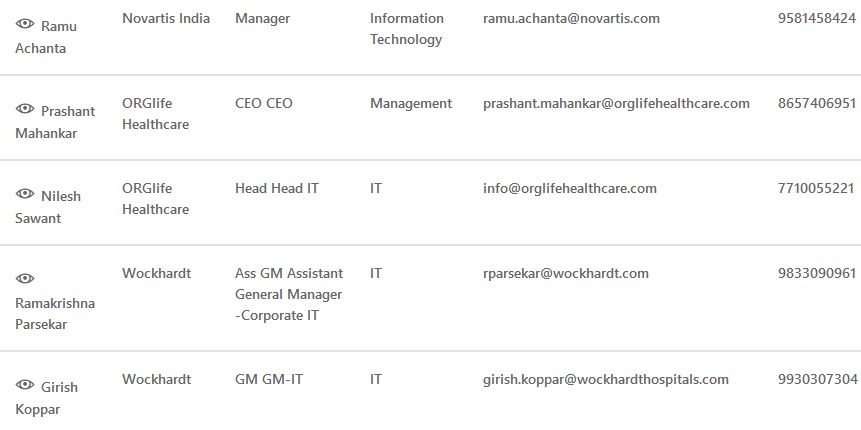 Ramu Achanta Novartis India Manager Information Technology ramu.achanta@novartis.com 9581458424
Prashant Mahankar ORGlife Healthcare CEO CEO Management prashant.mahankar@orglifehealthcare.com 8657406951
Nilesh Sawant ORGlife Healthcare Head Head IT IT info@orglifehealthcare.com 7710055221
Ramakrishna Parsekar Wockhardt Ass GM Assistant General Manager -Corporate IT IT rparsekar@wockhardt.com 9833090961
Girish Koppar Wockhardt GM GM-IT IT girish.koppar@wockhardthospitals.com 9930307304